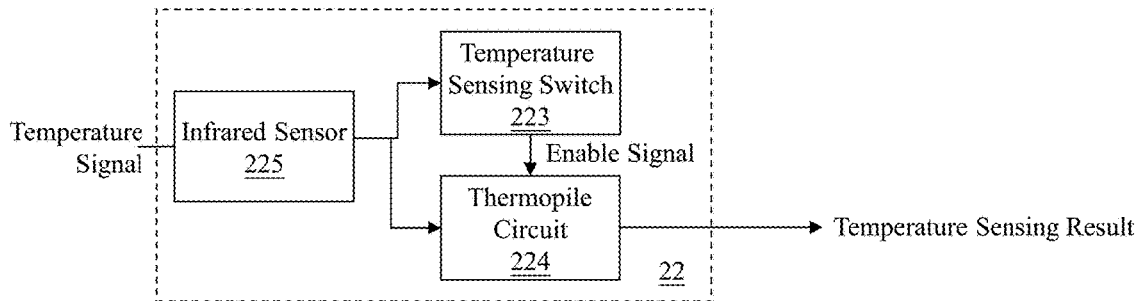 Temperature
Signal
Infrared Sensor
225
Temperature
Sensing Switch
223
Enable Signal
Thermopile
Circuit
224
22
Temperature Sensing Result